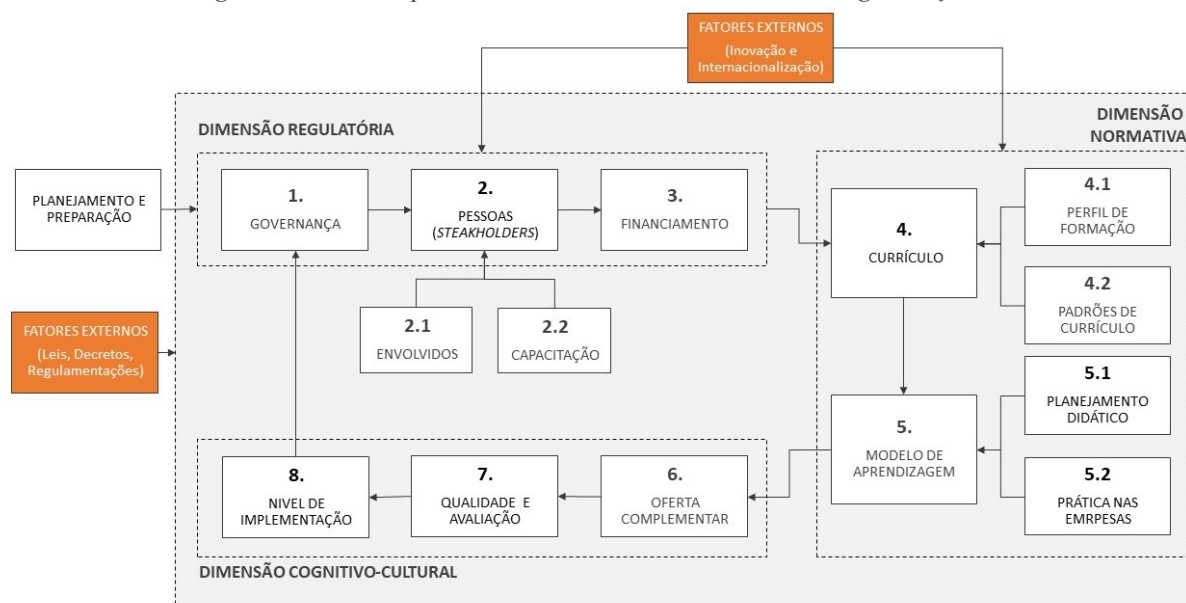 FATORES EXTERNOS
(Inovação e
Internacionalização)
DIMENSÃO REGULATÓRIA
DIMENSÃO
NORMATIVA
PLANEJAMENTO E
PREPARAÇÃO
1.
GOVERNANÇA
2.
PESSOAS
(STEAKHOLDERS)
3.
FINANCIAMENTO
4.
CURRÍCULO
4.1
PERFIL DE
FORMAÇÃO
4.2
PADRÕES DE
CURRÍCULO
2.1
ENVOLVIDOS
2.2
CAPACITAÇÃO
FATORES EXTERNOS
(Leis, Decretos,
Regulamentações)
5.
MODELO DE
APRENDIZAGEM
5.1
PLANEJAMENTO
DIDÁTICO
5.2
PRÁTICA NAS
EMRPESAS
8.
NIVEL DE
IMPLEMENTAÇÃO
7.
QUALIDADE E
AVALIAÇÃO
6.
OFERTA
COMPLEMENTAR
DIMENSÃO COGNITIVO-CULTURAL